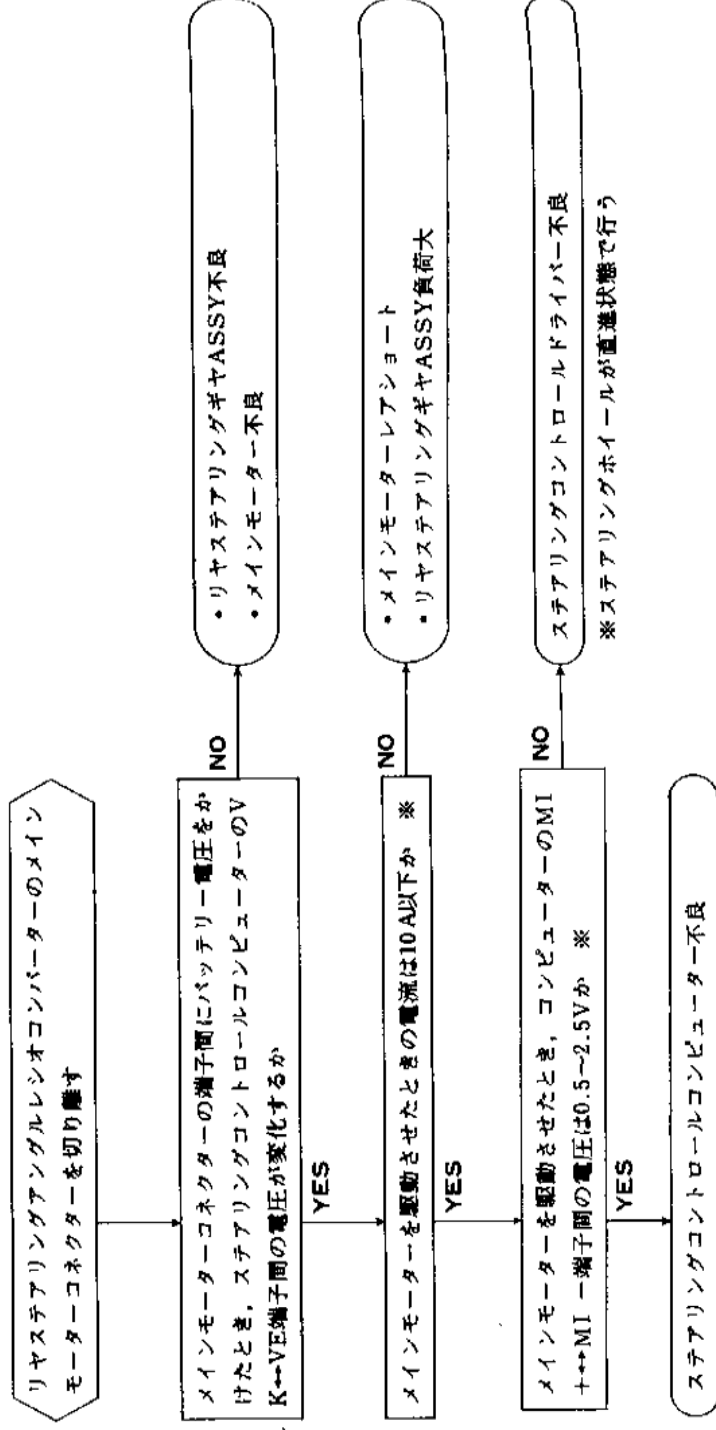 リヤステアリングアングルレシオコンバーターのメイン
モーターコネクターを切り離す
メインモーターコネクターの端子間にバッテリー電圧をか
けたとき，ステアリングコントロールコンピューターのV
K↔VE端子間の電圧が変化するか
NO
• リヤステアリングギヤASSY不良
• メインモーター不良
YES
メインモーターを駆動させたときの電流は10A以下か ※
NO
• メインモーターレアショート
• リヤステアリングギヤASSY負荷大
YES
メインモーターを駆動させたとき，コンピューターのMI
+↔MI －端子間の電圧は0.5～2.5Vか ※
NO
ステアリングコントロールドライバー不良
※ステアリングホイールが直進状態で行う
YES
ステアリングコントロールコンピューター不良